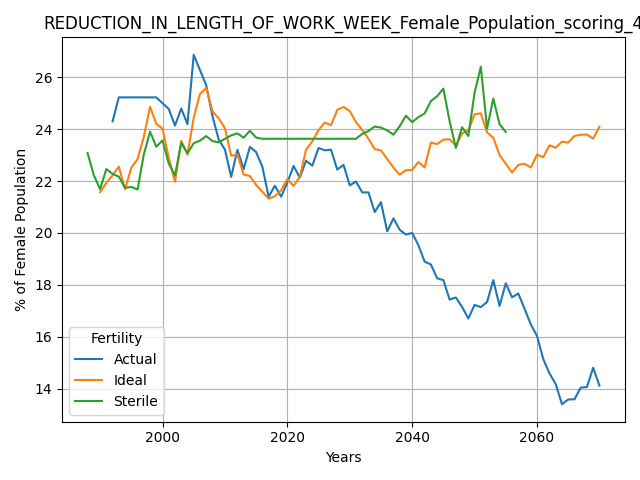 REDUCTION_IN_LENGTH_OF_WORK_WEEK_Female_Population_scoring_4
% of Female Population
26
24
22
20
18
16
14
Fertility
Actual
Ideal
Sterile
2000 2020 2040 2060
Years